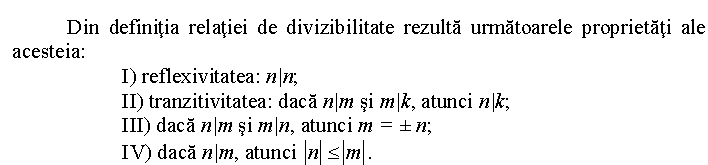 Din definiţia relaţiei de divizibilitate rezultă următoarele proprietăţi ale
acesteia:
I) reflexivitatea: n|n;
II) tranzitivitatea: dacă n|m şi m|k, atunci n|k;
III) dacă n|m şi m|n, atunci m = ± n;
IV) dacă n|m, atunci |n| ≤ |m|.